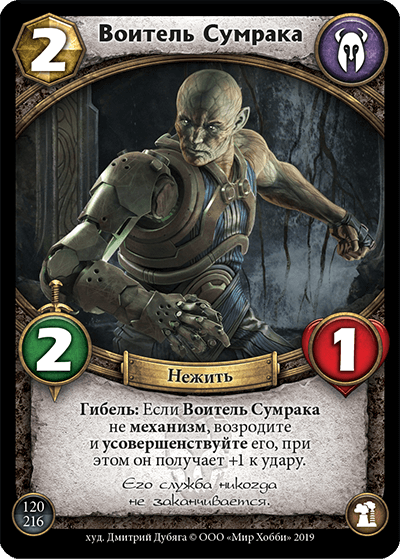 2
Воитель Сумрака
2
1
Нежить
Гибель: Если Воитель Сумрака
не механизм, возродите
и усовершенствуйте его, при
этом он получает +1 к удару.
Его служба никогда
не заканчивается.
120
216
худ. Дмитрий Дубяга © ООО «Мир Хобби» 2019